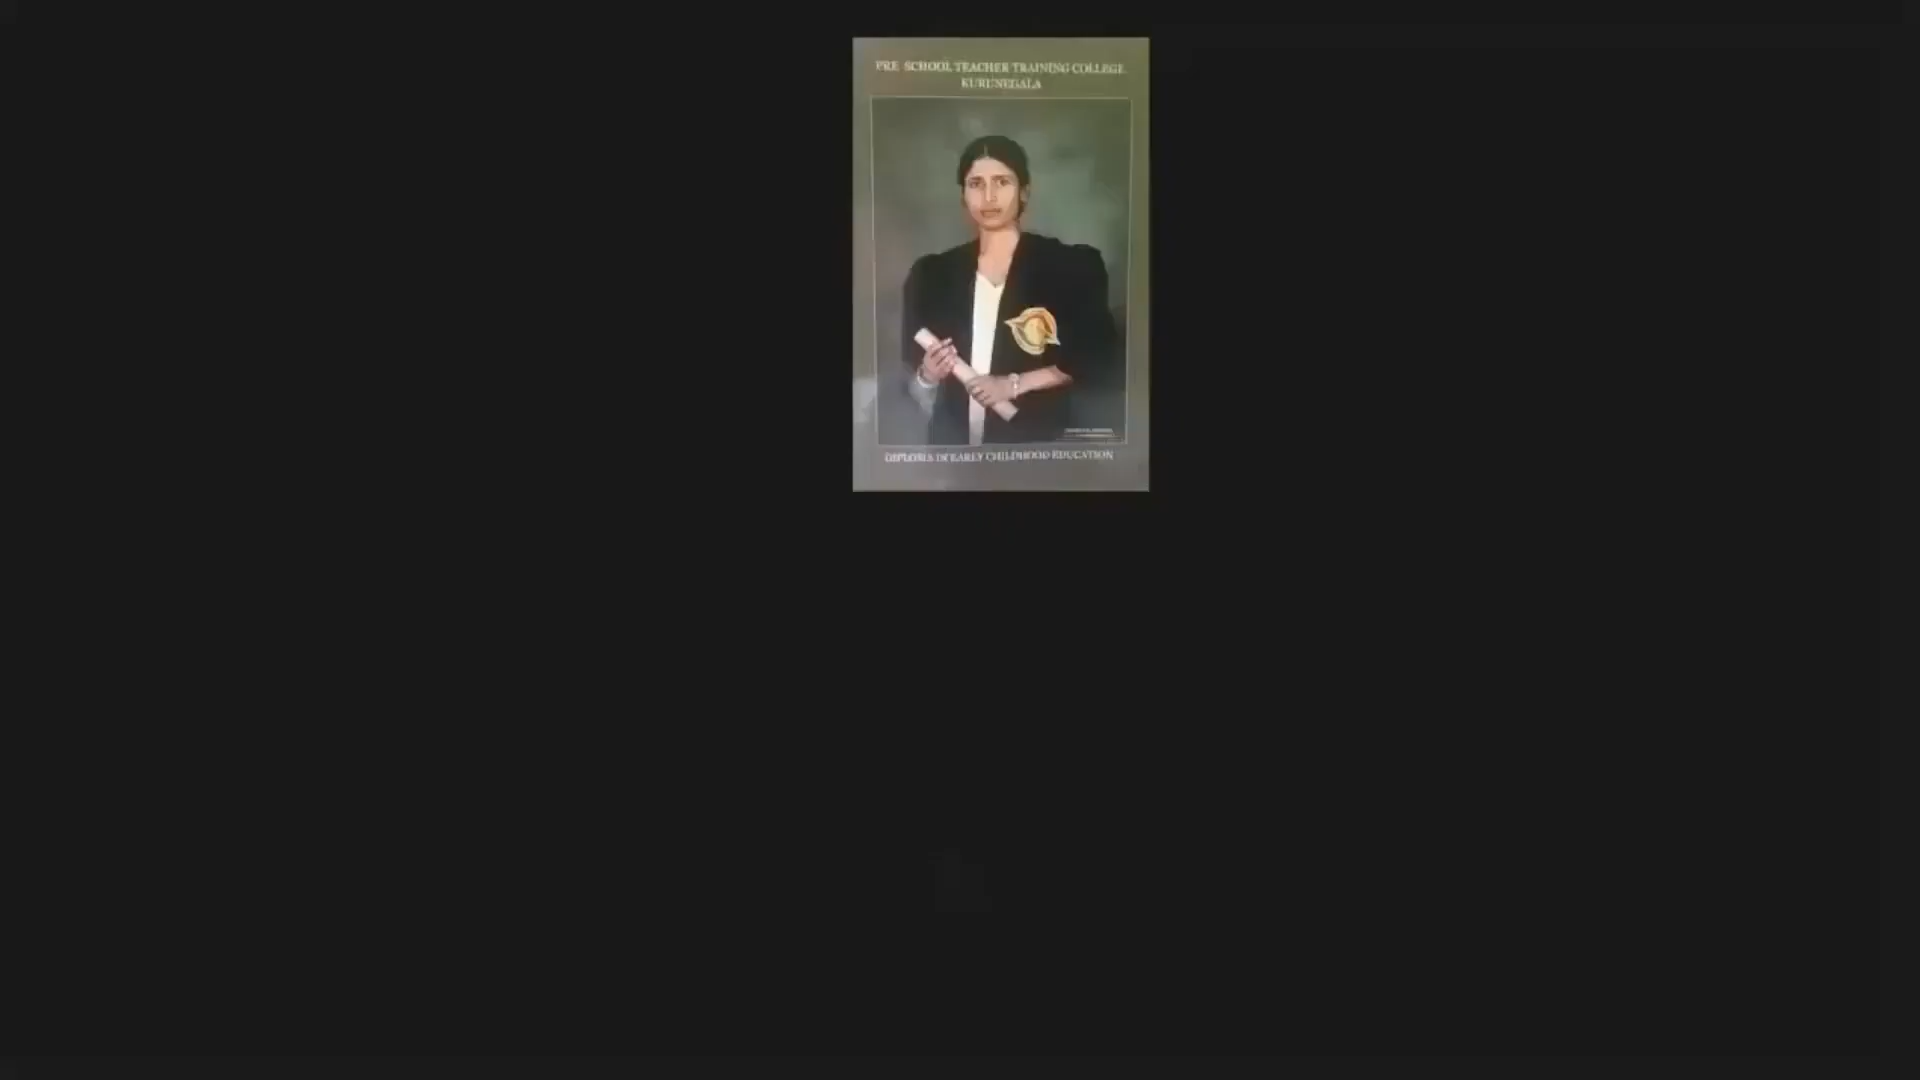 PRE SCHOOL TEACHER TRAINING COLLEGE
KURUNEGALA
DIPLOMA IN EARLY CHILDHOOD EDUCATION